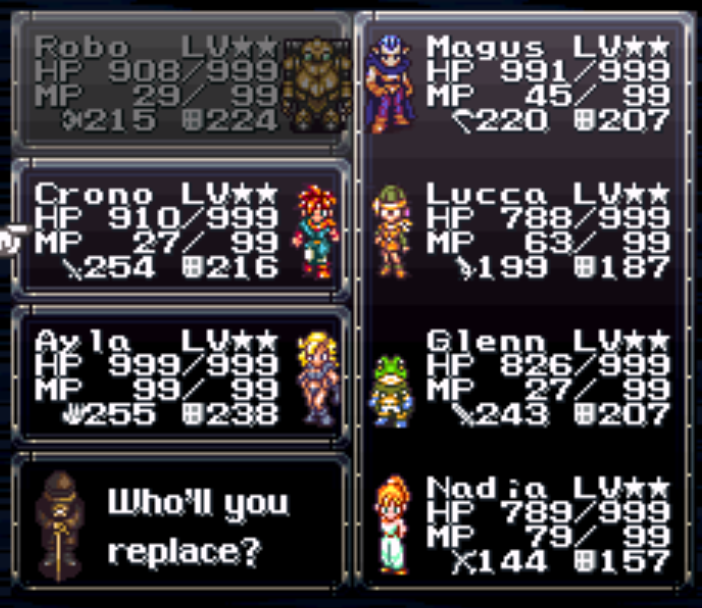 Robo LV★★
HP 908/999
MP 29/ 99
215 224
Crono LV★★
HP 910/999
MP 27/ 99
254 216
Ayla LV★★
HP 999/999
MP 99/ 99
255 238
Who'll you
replace?
Magus LV★★
HP 991/999
MP 45/ 99
220 207
Lucca LV★★
HP 788/999
MP 63/ 99
199 187
Glenn LV★★
HP 826/999
MP 27/ 99
243 207
Nadia LV★★
HP 789/999
MP 79/ 99
144 157